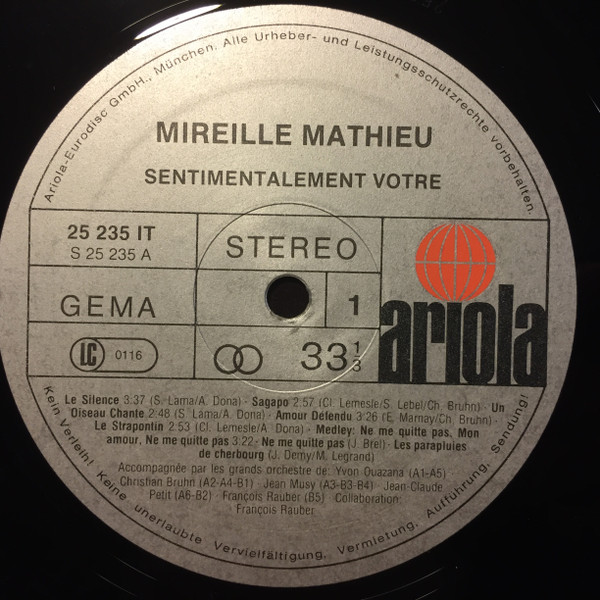 Ariola-Eurodisc GmbH., München. Alle Urheber- und Leistungsschutzrechte vorbehalten.
MIREILLE MATHIEU
SENTIMENTALEMENT VOTRE
25 235 IT
S 25 235 A
STEREO
GEMA
1
LC 0116
33 1/3
ariola
Le Silence 3:37 (S. Lama/A. Dona) · Sagapo 2:57 (Cl. Lemesle/S. Lebel/Ch. Bruhn) · Un
Oiseau Chante 2:48 (S. Lama/A. Dona) · Amour Défendu 3:26 (E. Marnay/Ch. Bruhn) ·
Le Strapontin 2:53 (Cl. Lemesle/A. Dona) · Medley: Ne me quitte pas, Mon
amour, Ne me quitte pas 3:22 · Ne me quitte pas (J. Brel) · Les parapluies
de cherbourg (J. Demy/M. Legrand)
Accompagnée par les grands orchestre de: Yvon Ouazana (A1-A5)
Christian Bruhn (A2-A4-B1) · Jean Musy (A3-B3-B4) · Jean-Claude
Petit (A6-B2) · François Rauber (B5) Collaboration:
François Rauber
Kein Verleih! Keine unerlaubte Vervielfältigung, Vermietung, Aufführung, Sendung!